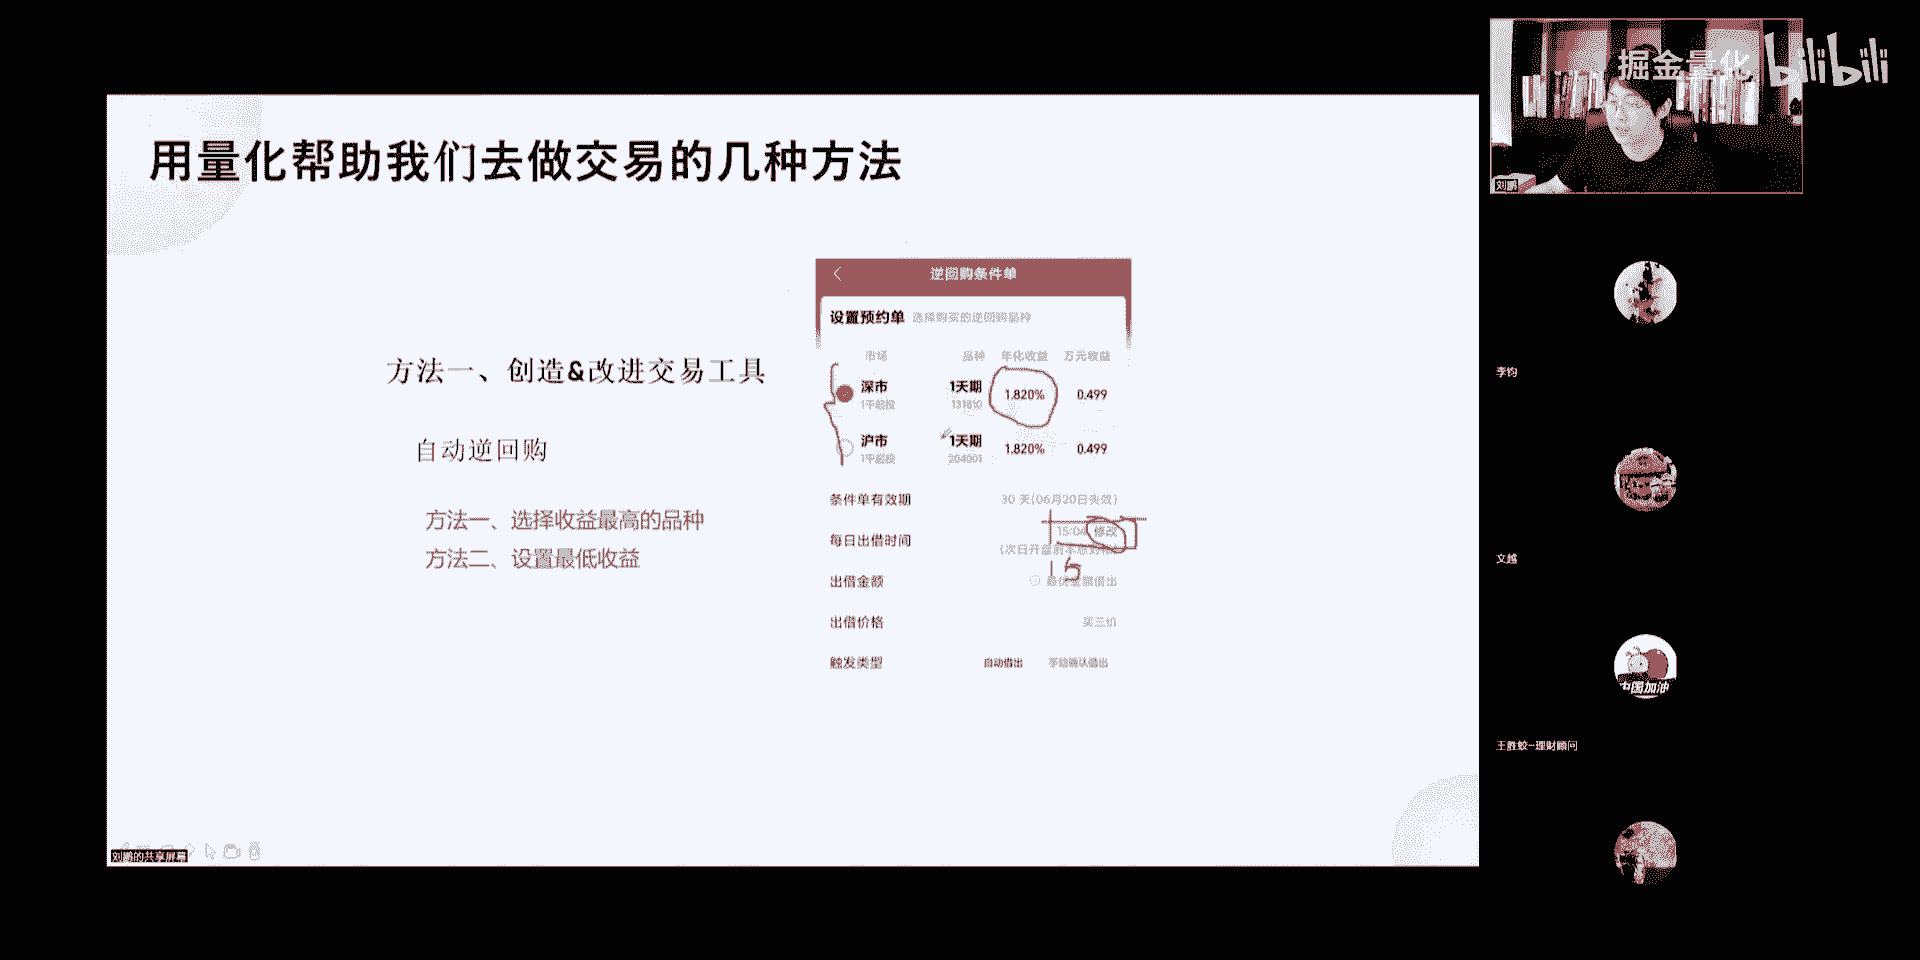 掘金量化 bilibili
刘鹏
用量化帮助我们去做交易的几种方法
方法一、创造&改进交易工具
自动逆回购
方法一、选择收益最高的品种
方法二、设置最低收益
逆回购条件单
设置预约单 选择购买的逆回购品种
市场 品种 年化收益 万元收益
深市 1天期 1.820% 0.499
1千起投 131810
沪市 1天期 1.820% 0.499
1千起投 204001
条件单有效期 30天(06月20日失效)
每日出借时间 15:04 修改
(次日开盘前
15
出借金额 最优金额借出
出借价格 买三价
触发类型 自动借出 手动确认借出
刘鹏的共享屏幕
李钧
文越
中国加油
王胜蛟--理财顾问